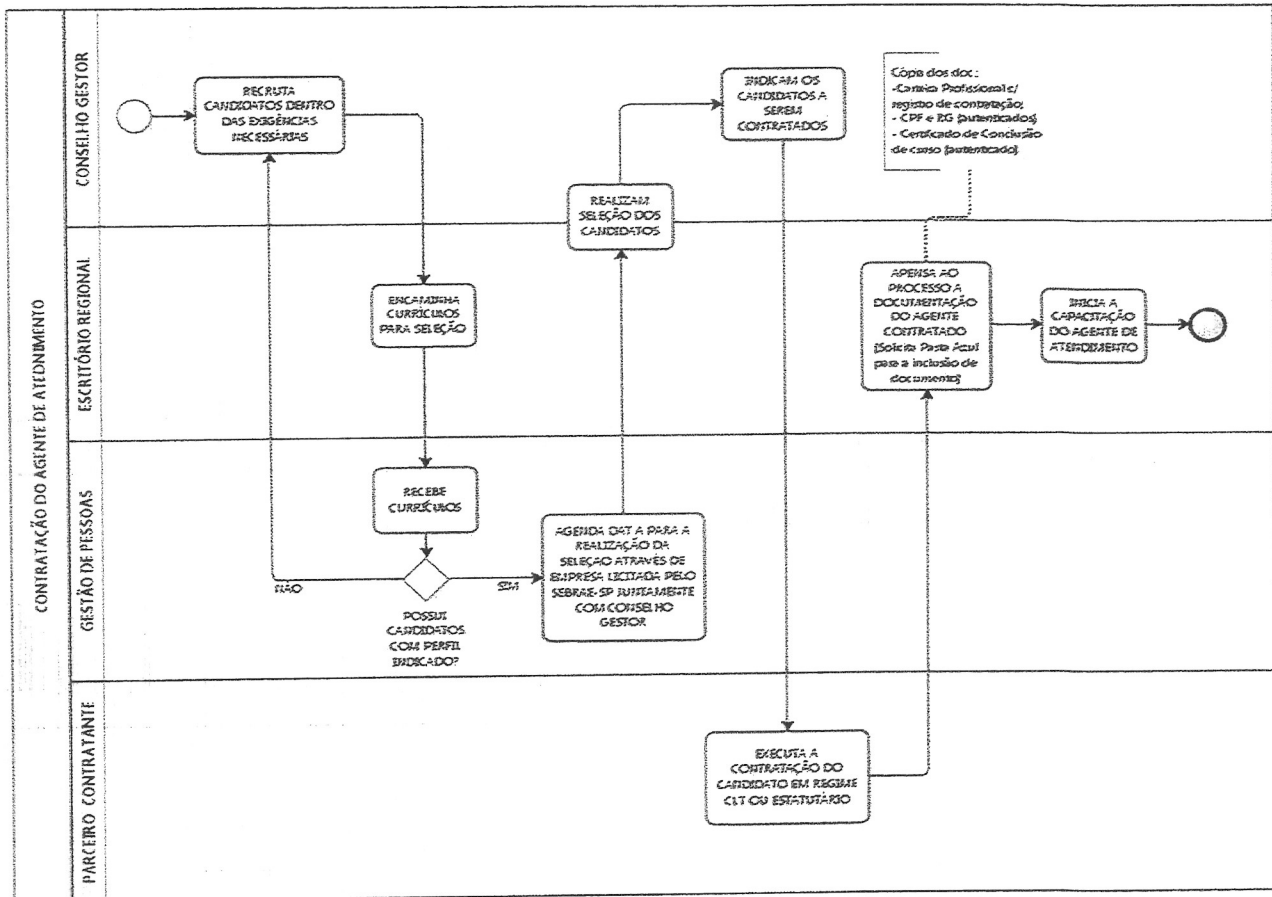 CONTRATAÇÃO DO AGENTE DE ATEDNIMENTO
CONSELHO GESTOR
RECRUTA
CANDIDATOS DENTRO
DAS EXIGÊNCIAS
NECESSÁRIAS
REALIZAM
SELEÇÃO DOS
CANDIDATOS
INDICAM OS
CANDIDATOS A
SEREM
CONTRATADOS
Cópia dos doc:
-Carteira Profissional c/
registro de contratação;
- CPF e RG (autenticados)
- Certificado de Conclusão
de curso (autenticado)
ESCRITÓRIO REGIONAL
ENCAMINHA
CURRÍCULOS
PARA SELEÇÃO
APENSA AO
PROCESSO A
DOCUMENTAÇÃO
DO AGENTE
CONTRATADO
(Solicita Pasta Azul
para a inclusão de
documento)
INICIA A
CAPACITAÇÃO
DO AGENTE DE
ATENDIMENTO
GESTÃO DE PESSOAS
RECEBE
CURRÍCULOS
NÃO
SIM
POSSUI
CANDIDATOS
COM PERFIL
INDICADO?
AGENDA DATA PARA A
REALIZAÇÃO DA
SELEÇAO ATRAVÉS DE
EMPRESA LICITADA PELO
SEBRAE-SP JUNTAMENTE
COM CONSELHO
GESTOR
PARCEIRO CONTRATANTE
EXECUTA A
CONTRATAÇÃO DO
CANDIDATO EM REGIME
CLT OU ESTATUTÁRIO